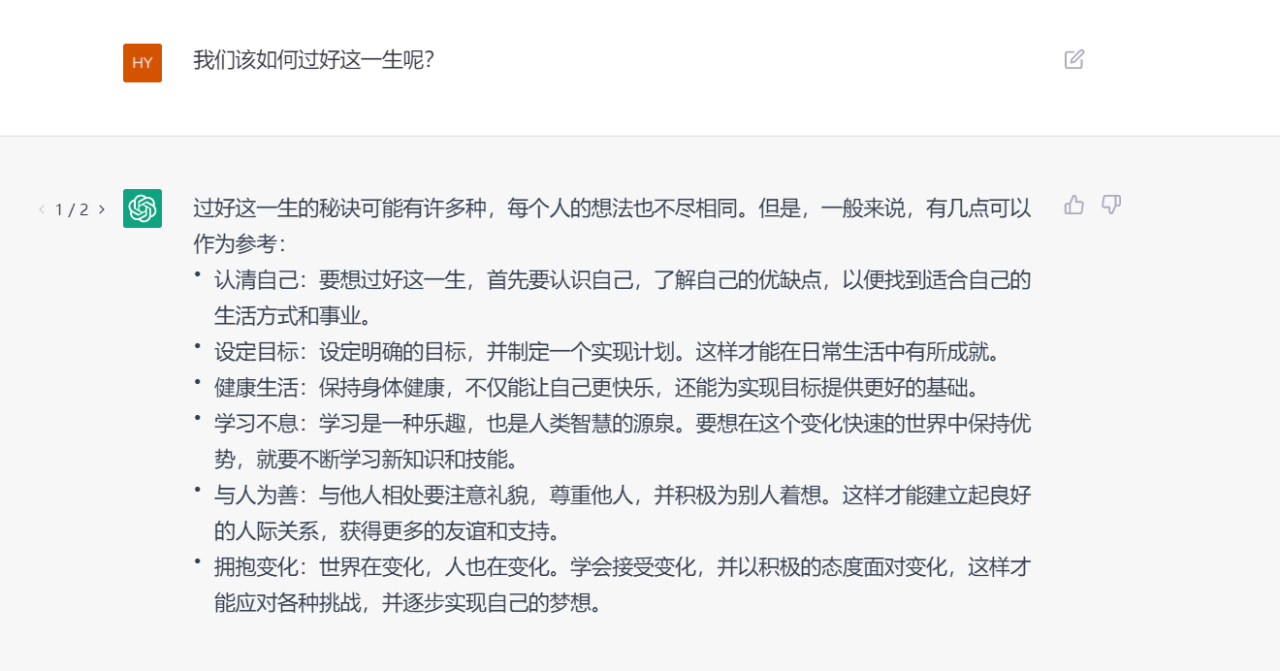 HY
我们该如何过好这一生呢?
< 1 / 2 >
过好这一生的秘诀可能有许多种，每个人的想法也不尽相同。但是，一般来说，有几点可以
作为参考：
• 认清自己：要想过好这一生，首先要认识自己，了解自己的优缺点，以便找到适合自己的
生活方式和事业。
• 设定目标：设定明确的目标，并制定一个实现计划。这样才能在日常生活中有所成就。
• 健康生活：保持身体健康，不仅能让自己更快乐，还能为实现目标提供更好的基础。
• 学习不息：学习是一种乐趣，也是人类智慧的源泉。要想在这个变化快速的世界中保持优
势，就要不断学习新知识和技能。
• 与人为善：与他人相处要注意礼貌，尊重他人，并积极为别人着想。这样才能建立起良好
的人际关系，获得更多的友谊和支持。
• 拥抱变化：世界在变化，人也在变化。学会接受变化，并以积极的态度面对变化，这样才
能应对各种挑战，并逐步实现自己的梦想。